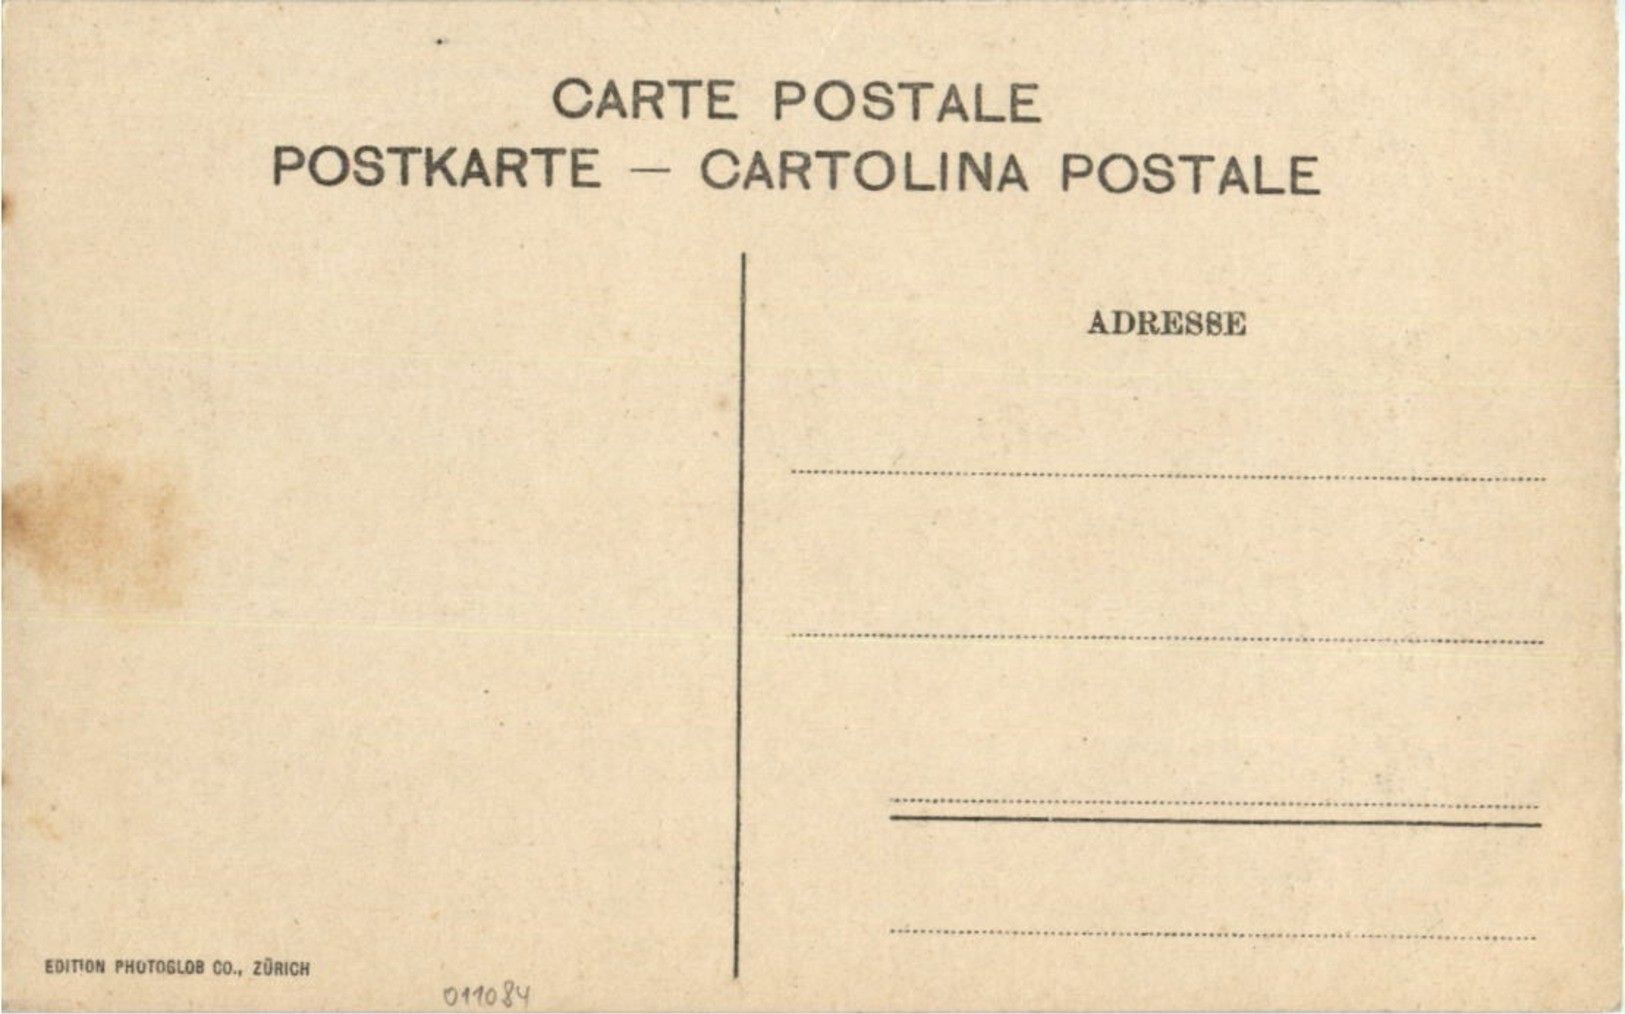 CARTE POSTALE
POSTKARTE — CARTOLINA POSTALE
ADRESSE
EDITION PHOTOGLOB CO., ZÜRICH
011084